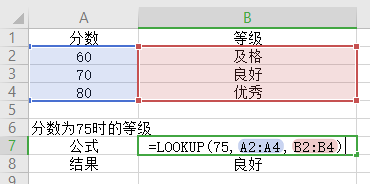 A B
1 分数 等级
2 60 及格
3 70 良好
4 80 优秀
5
6 分数为75时的等级
7 公式 =LOOKUP(75, A2:A4, B2:B4)
8 结果 良好